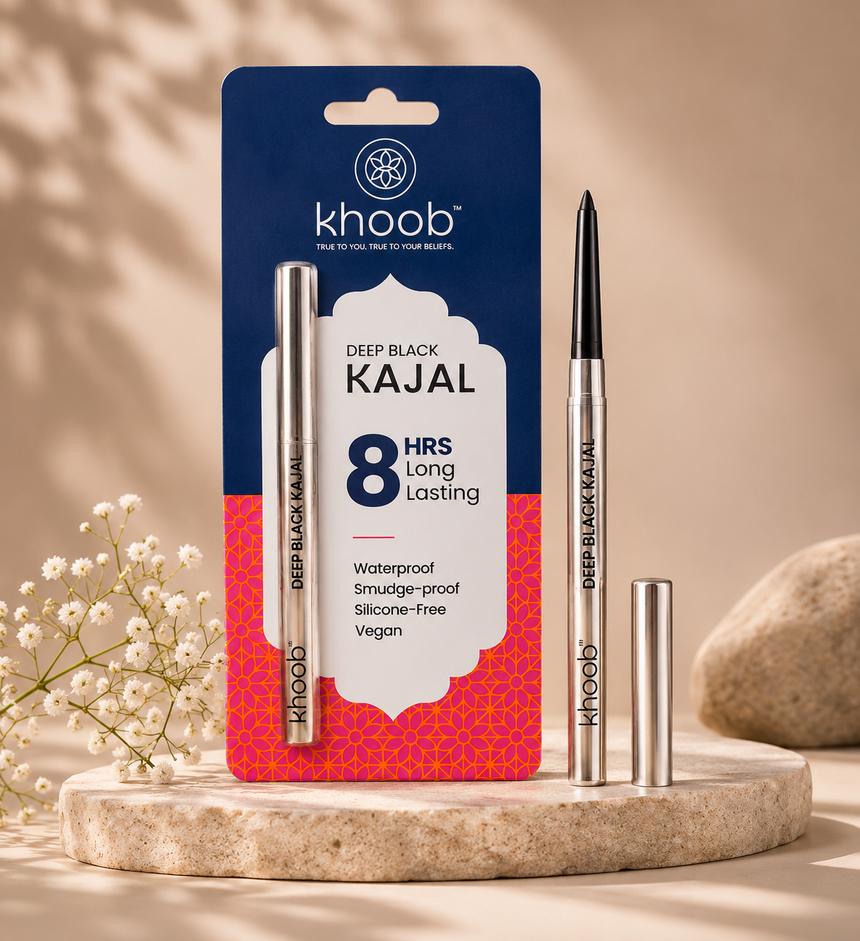 khoob™
TRUE TO YOU, TRUE TO YOUR BELIEFS.
DEEP BLACK
KAJAL
8 HRS
Long
Lasting
Waterproof
Smudge-proof
Silicone-Free
Vegan
khoob™ DEEP BLACK KAJAL
khoob™ DEEP BLACK KAJAL